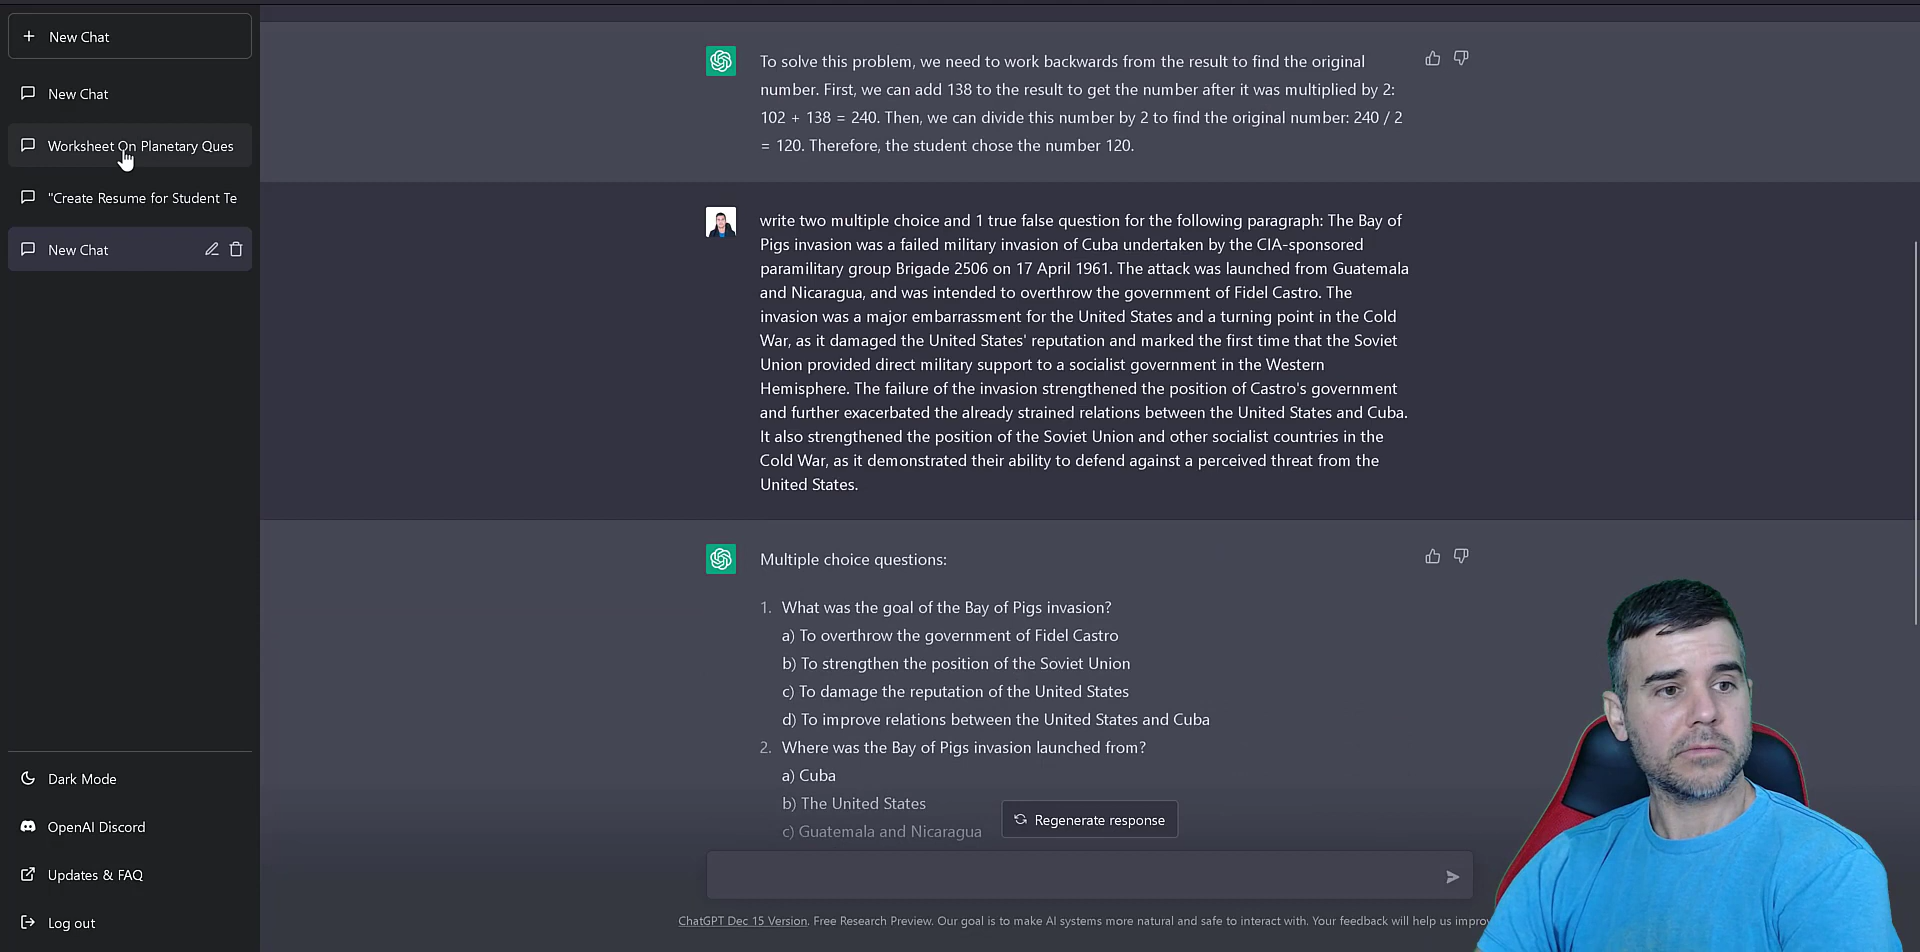 New Chat
New Chat
Worksheet On Planetary Ques
"Create Resume for Student Te
New Chat
Dark Mode
OpenAI Discord
Updates & FAQ
Log out
To solve this problem, we need to work backwards from the result to find the original
number. First, we can add 138 to the result to get the number after it was multiplied by 2:
102 + 138 = 240. Then, we can divide this number by 2 to find the original number: 240 / 2
= 120. Therefore, the student chose the number 120.
write two multiple choice and 1 true false question for the following paragraph: The Bay of
Pigs invasion was a failed military invasion of Cuba undertaken by the CIA-sponsored
paramilitary group Brigade 2506 on 17 April 1961. The attack was launched from Guatemala
and Nicaragua, and was intended to overthrow the government of Fidel Castro. The
invasion was a major embarrassment for the United States and a turning point in the Cold
War, as it damaged the United States' reputation and marked the first time that the Soviet
Union provided direct military support to a socialist government in the Western
Hemisphere. The failure of the invasion strengthened the position of Castro's government
and further exacerbated the already strained relations between the United States and Cuba.
It also strengthened the position of the Soviet Union and other socialist countries in the
Cold War, as it demonstrated their ability to defend against a perceived threat from the
United States.
Multiple choice questions:
1. What was the goal of the Bay of Pigs invasion?
a) To overthrow the government of Fidel Castro
b) To strengthen the position of the Soviet Union
c) To damage the reputation of the United States
d) To improve relations between the United States and Cuba
2. Where was the Bay of Pigs invasion launched from?
a) Cuba
b) The United States
c) Guatemala and Nicaragua
Regenerate response
ChatGPT Dec 15 Version. Free Research Preview. Our goal is to make AI systems more natural and safe to interact with. Your feedback will help us impro